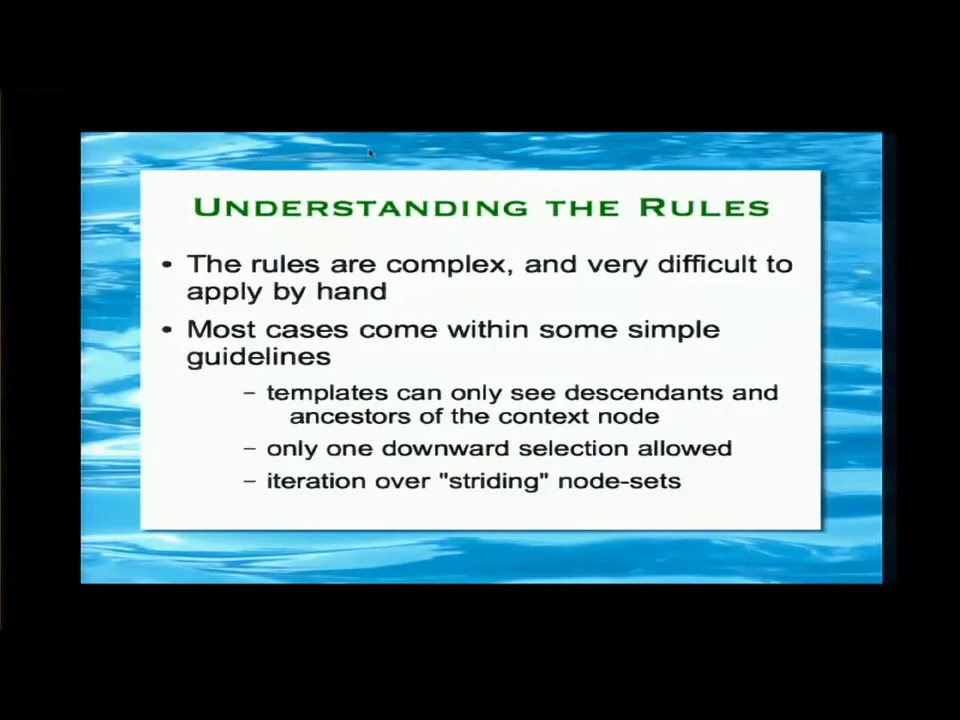 UNDERSTANDING THE RULES
• The rules are complex, and very difficult to
apply by hand
• Most cases come within some simple
guidelines
– templates can only see descendants and
ancestors of the context node
– only one downward selection allowed
– iteration over "striding" node-sets